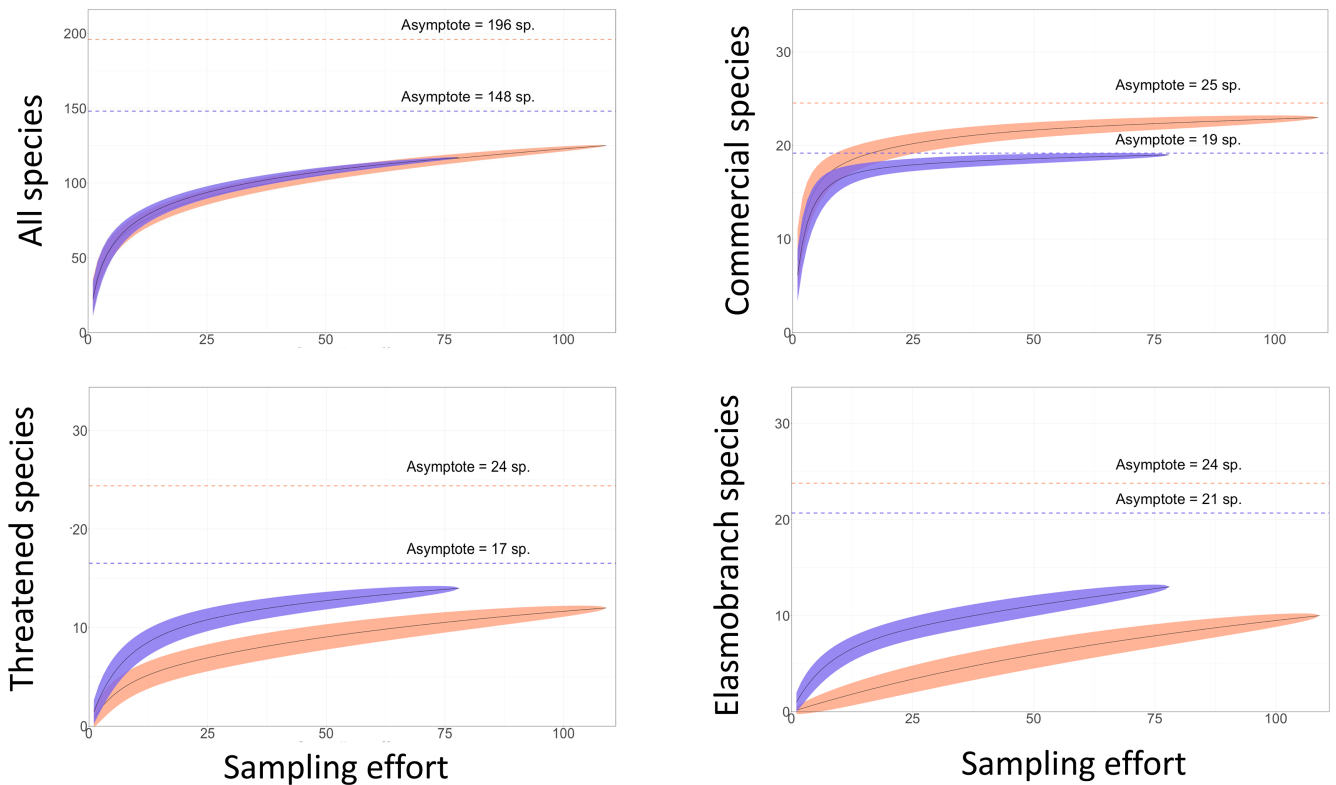 All species
200
150
100
50
0
Asymptote = 196 sp.
Asymptote = 148 sp.
0 25 50 75 100
Commercial species
30
20
10
0
Asymptote = 25 sp.
Asymptote = 19 sp.
0 25 50 75 100
Threatened species
30
20
10
0
Asymptote = 24 sp.
Asymptote = 17 sp.
0 25 50 75 100
Sampling effort
Elasmobranch species
30
20
10
0
Asymptote = 24 sp.
Asymptote = 21 sp.
0 25 50 75 100
Sampling effort